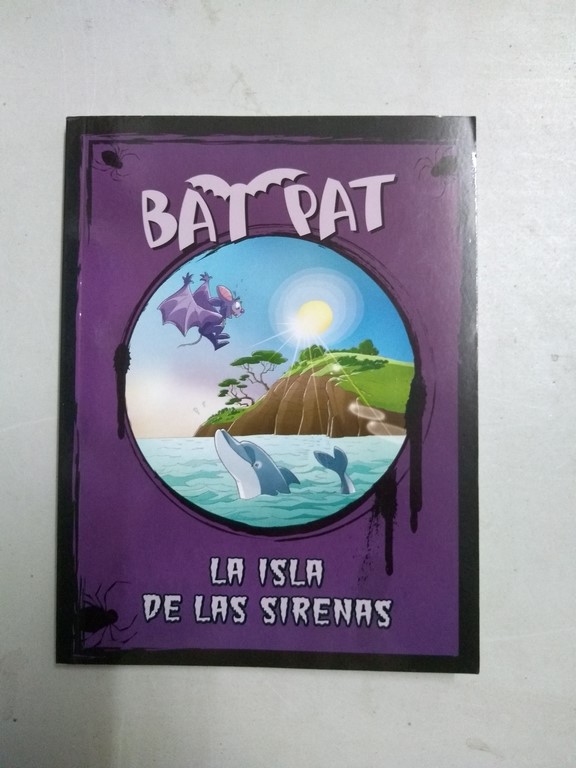 BAT PAT
LA ISLA
DE LAS SIRENAS